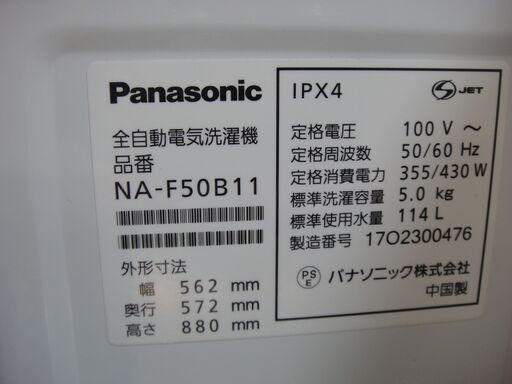 Panasonic
全自動電気洗濯機
品番
NA-F50B11
外形寸法
幅 562 mm
奥行 572 mm
高さ 880 mm
IPX4
S JET
定格電圧 100 V ～
定格周波数 50/60 Hz
定格消費電力 355/430 W
標準洗濯容量 5.0 kg
標準使用水量 114 L
製造番号 17O2300476
PS
E
パナソニック株式会社
中国製